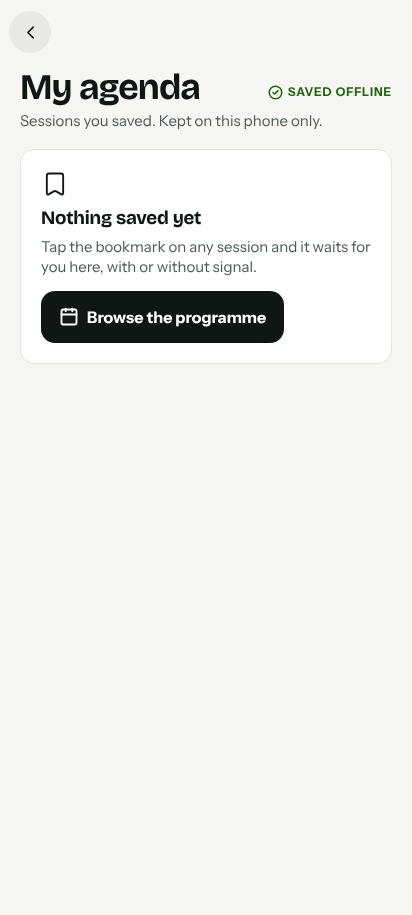 My agenda
SAVED OFFLINE
Sessions you saved. Kept on this phone only.
Nothing saved yet
Tap the bookmark on any session and it waits for
you here, with or without signal.
Browse the programme